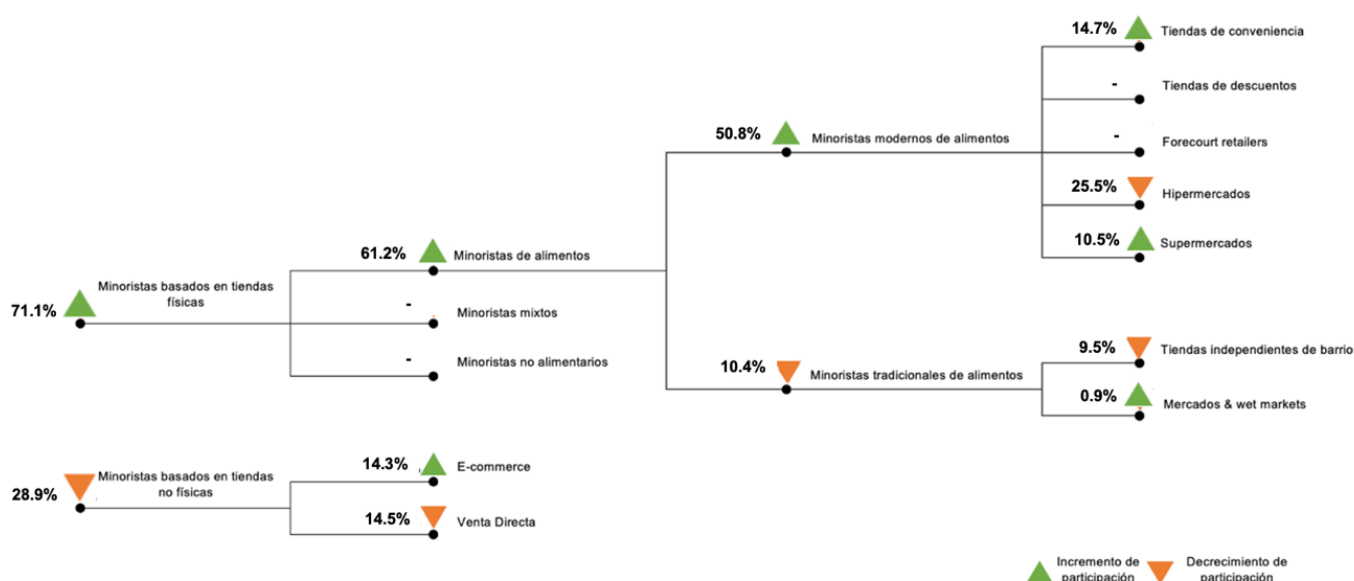 14.7%
Tiendas de conveniencia
-
Tiendas de descuentos
50.8%
Minoristas modernos de alimentos
-
Forecourt retailers
25.5%
Hipermercados
10.5%
Supermercados
61.2%
Minoristas de alimentos
71.1%
Minoristas basados en tiendas
físicas
-
Minoristas mixtos
-
Minoristas no alimentarios
10.4%
Minoristas tradicionales de alimentos
9.5%
Tiendas independientes de barrio
0.9%
Mercados & wet markets
28.9%
Minoristas basados en tiendas
no físicas
14.3%
E-commerce
14.5%
Venta Directa
Incremento de
participación
Decrecimiento de
participación